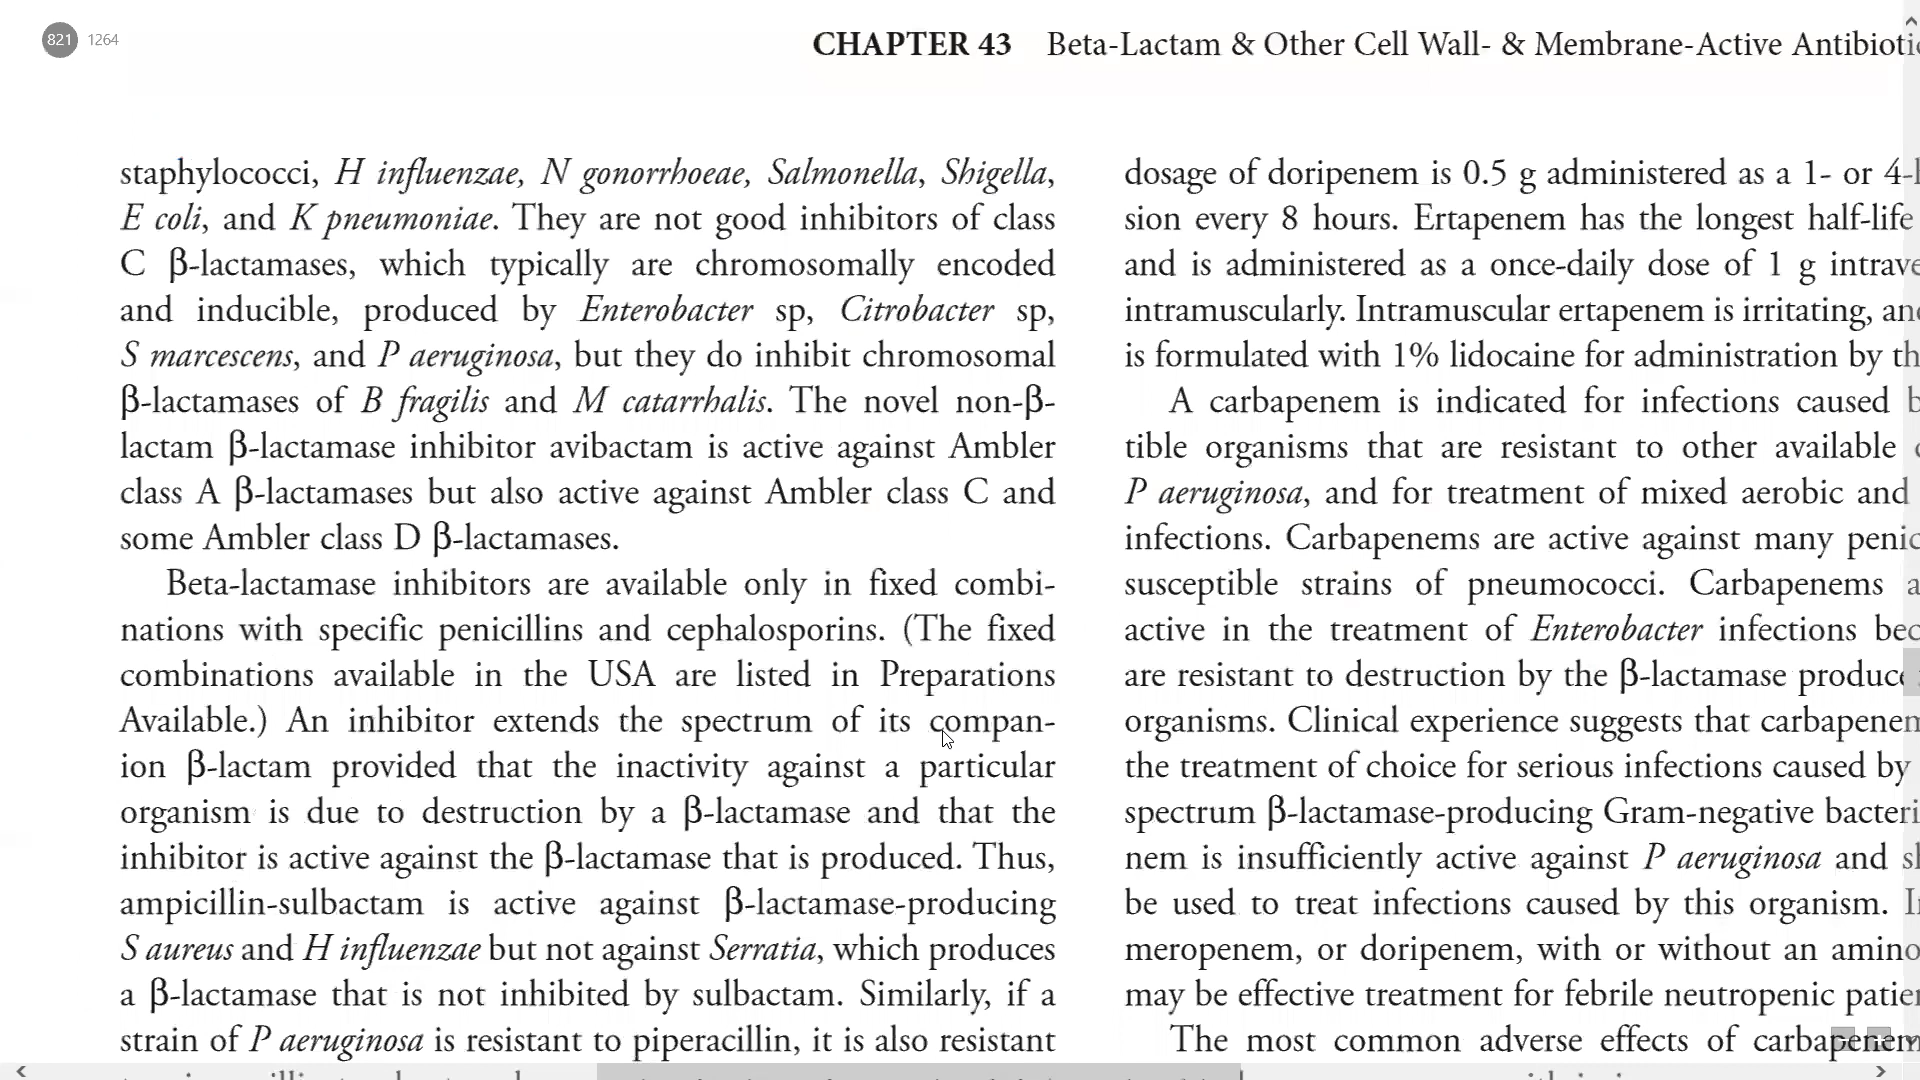 821 1264
CHAPTER 43 Beta-Lactam & Other Cell Wall- & Membrane-Active
staphylococci, H influenzae, N gonorrhoeae, Salmonella, Shigella,
E coli, and K pneumoniae. They are not good inhibitors of class
C β-lactamases, which typically are chromosomally encoded
and inducible, produced by Enterobacter sp, Citrobacter sp,
S marcescens, and P aeruginosa, but they do inhibit chromosomal
β-lactamases of B fragilis and M catarrhalis. The novel non-β-
lactam β-lactamase inhibitor avibactam is active against Ambler
class A β-lactamases but also active against Ambler class C and
some Ambler class D β-lactamases.
Beta-lactamase inhibitors are available only in fixed combi-
nations with specific penicillins and cephalosporins. (The fixed
combinations available in the USA are listed in Preparations
Available.) An inhibitor extends the spectrum of its compan-
ion β-lactam provided that the inactivity against a particular
organism is due to destruction by a β-lactamase and that the
inhibitor is active against the β-lactamase that is produced. Thus,
ampicillin-sulbactam is active against β-lactamase-producing
S aureus and H influenzae but not against Serratia, which produces
a β-lactamase that is not inhibited by sulbactam. Similarly, if a
strain of P aeruginosa is resistant to piperacillin, it is also resistant
dosage of doripenem is 0.5 g administered as a 1- or 4-
sion every 8 hours. Ertapenem has the longest half-life
and is administered as a once-daily dose of 1 g
intramuscularly. Intramuscular ertapenem is irritating,
is formulated with 1% lidocaine for administration by
A carbapenem is indicated for infections caused
tible organisms that are resistant to other available
P aeruginosa, and for treatment of mixed aerobic and
infections. Carbapenems are active against many
susceptible strains of pneumococci. Carbapenems
active in the treatment of Enterobacter infections
are resistant to destruction by the β-lactamase
organisms. Clinical experience suggests that
the treatment of choice for serious infections caused by
spectrum β-lactamase-producing Gram-negative
nem is insufficiently active against P aeruginosa and
be used to treat infections caused by this organism.
meropenem, or doripenem, with or without an
may be effective treatment for febrile neutropenic
The most common adverse effects of